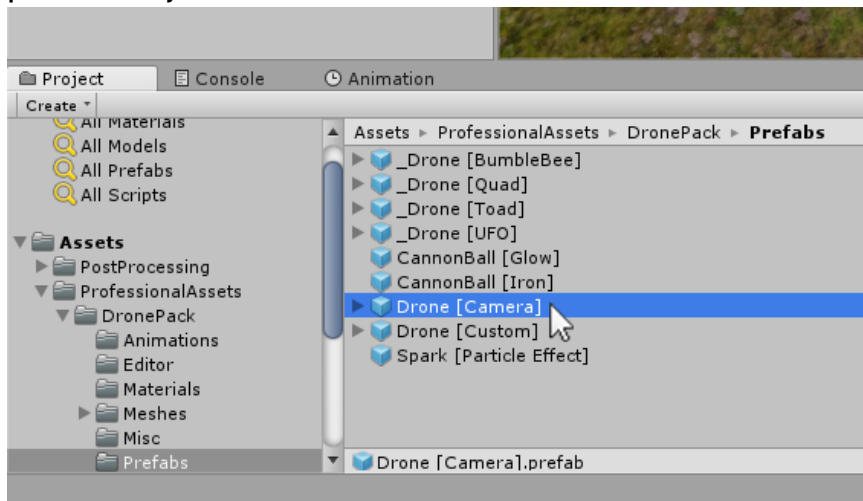 Project
Console
Animation
Create
All Materials
All Models
All Prefabs
All Scripts
Assets
PostProcessing
ProfessionalAssets
DronePack
Animations
Editor
Materials
Meshes
Misc
Prefabs
Assets ▸ ProfessionalAssets ▸ DronePack ▸ Prefabs
_Drone [BumbleBee]
_Drone [Quad]
_Drone [Toad]
_Drone [UFO]
CannonBall [Glow]
CannonBall [Iron]
Drone [Camera]
Drone [Custom]
Spark [Particle Effect]
Drone [Camera].prefab